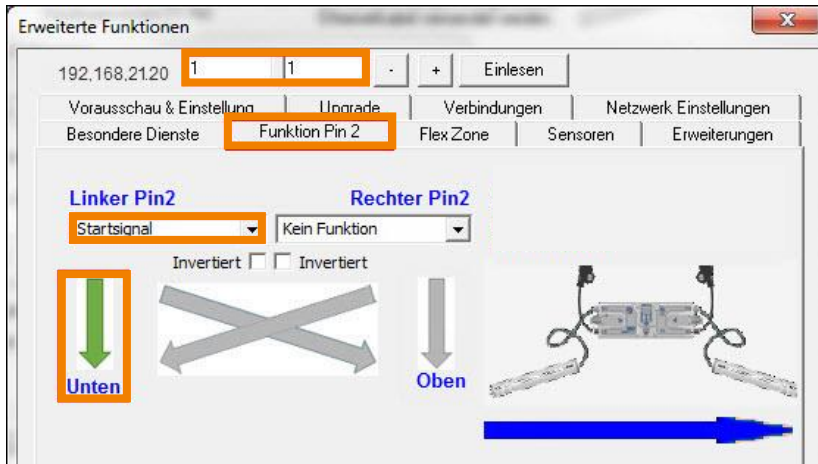 Erweiterte Funktionen
192.168.21.20 1 1 - + Einlesen
Vorausschau & Einstellung Upgrade Verbindungen Netzwerk Einstellungen
Besondere Dienste Funktion Pin 2 Flex Zone Sensoren Erweiterungen
Linker Pin2 Rechter Pin2
Startsignal Kein Funktion
Invertiert Invertiert
Unten Oben